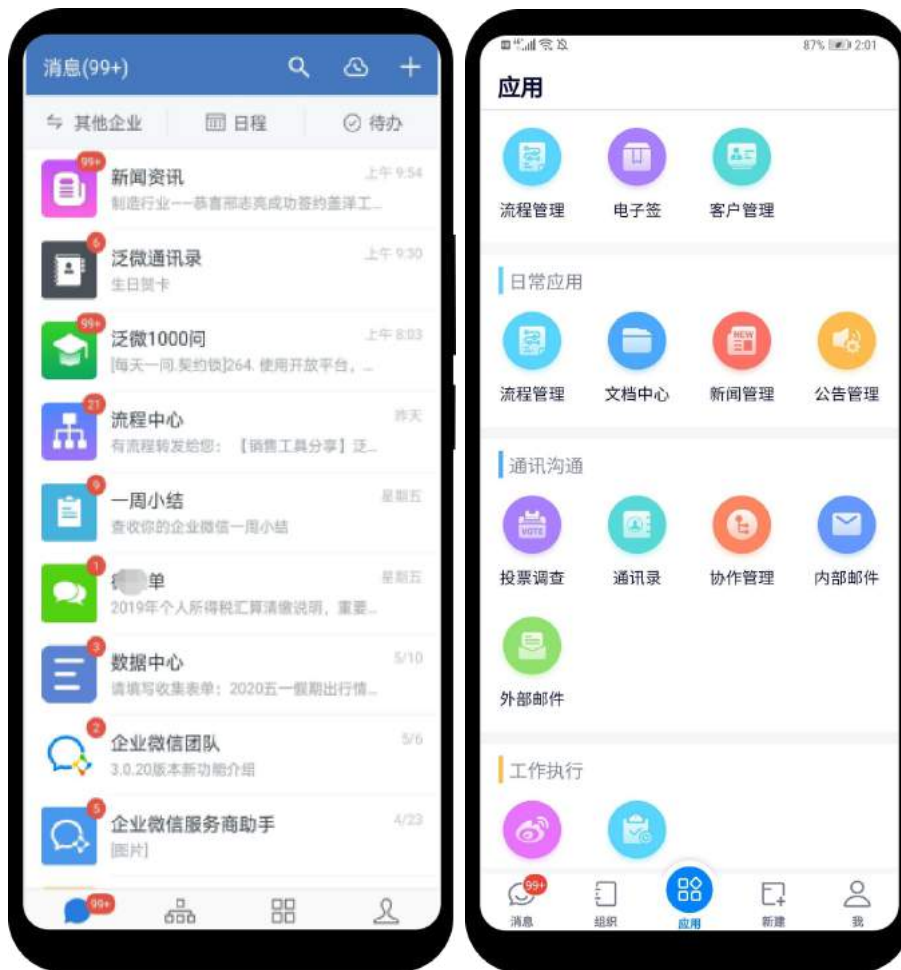 消息(99+)
其他企业 日程 待办
99+
新闻资讯 上午 9:54
制造行业——恭喜邢志亮成功签约盖泽工...
6
泛微通讯录 上午 9:30
生日贺卡
99+
泛微1000问 上午 8:03
[每天一问.契约锁]264. 使用开放平台，...
21
流程中心 昨天
有流程转发给您：【销售工具分享】泛...
9
一周小结 星期五
查收你的企业微信一周小结
1
单 星期五
2019年个人所得税汇算清缴说明，重要...
3
数据中心 5/10
请填写收集表单：2020五一假期出行情...
2
企业微信团队 5/6
3.0.20版本新功能介绍
5
企业微信服务商助手 4/23
[图片]
99+
87% 2:01
应用
流程管理 电子签 客户管理
日常应用
NEW
流程管理 文档中心 新闻管理 公告管理
通讯沟通
VOTE
投票调查 通讯录 协作管理 内部邮件
外部邮件
工作执行
99+
消息 组织 应用 新建 我